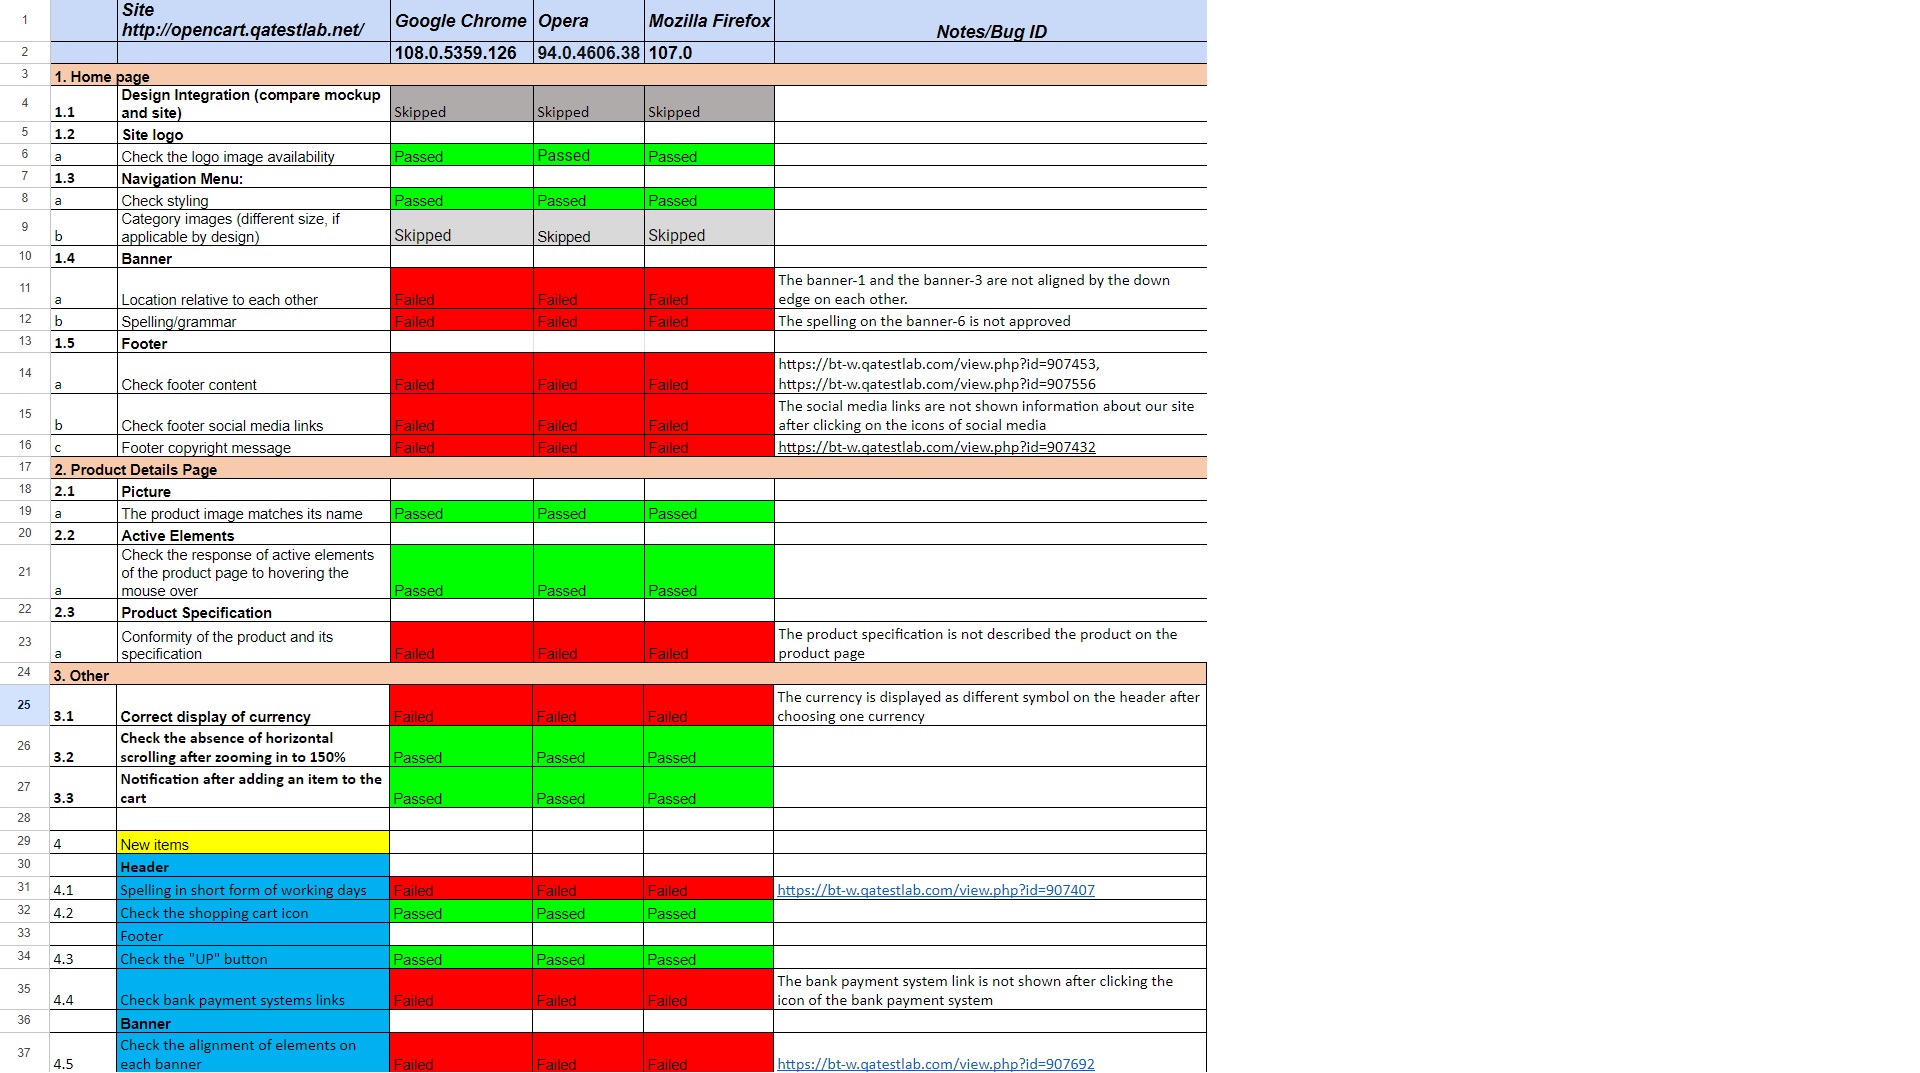 1 Site
http://opencart.qatestlab.net/ Google Chrome Opera Mozilla Firefox Notes/Bug ID
2 108.0.5359.126 94.0.4606.38 107.0
3 1. Home page
4 1.1 Design Integration (compare mockup
and site) Skipped Skipped Skipped
5 1.2 Site logo
6 a Check the logo image availability Passed Passed Passed
7 1.3 Navigation Menu:
8 a Check styling Passed Passed Passed
9 b Category images (different size, if
applicable by design) Skipped Skipped Skipped
10 1.4 Banner
11 a Location relative to each other Failed Failed Failed The banner-1 and the banner-3 are not aligned by the down
edge on each other.
12 b Spelling/grammar Failed Failed Failed The spelling on the banner-6 is not approved
13 1.5 Footer
14 a Check footer content Failed Failed Failed https://bt-w.qatestlab.com/view.php?id=907453,
https://bt-w.qatestlab.com/view.php?id=907556
15 b Check footer social media links Failed Failed Failed The social media links are not shown information about our site
after clicking on the icons of social media
16 c Footer copyright message Failed Failed Failed https://bt-w.qatestlab.com/view.php?id=907432
17 2. Product Details Page
18 2.1 Picture
19 a The product image matches its name Passed Passed Passed
20 2.2 Active Elements
21 a Check the response of active elements
of the product page to hovering the
mouse over Passed Passed Passed
22 2.3 Product Specification
23 a Conformity of the product and its
specification Failed Failed Failed The product specification is not described the product on the
product page
24 3. Other
25 3.1 Correct display of currency Failed Failed Failed The currency is displayed as different symbol on the header after
choosing one currency
26 3.2 Check the absence of horizontal
scrolling after zooming in to 150% Passed Passed Passed
27 3.3 Notification after adding an item to the
cart Passed Passed Passed
28
29 4 New items
30 Header
31 4.1 Spelling in short form of working days Failed Failed Failed https://bt-w.qatestlab.com/view.php?id=907407
32 4.2 Check the shopping cart icon Passed Passed Passed
33 Footer
34 4.3 Check the "UP" button Passed Passed Passed
35 4.4 Check bank payment systems links Failed Failed Failed The bank payment system link is not shown after clicking the
icon of the bank payment system
36 Banner
37 4.5 Check the alignment of elements on
each banner Failed Failed Failed https://bt-w.qatestlab.com/view.php?id=907692